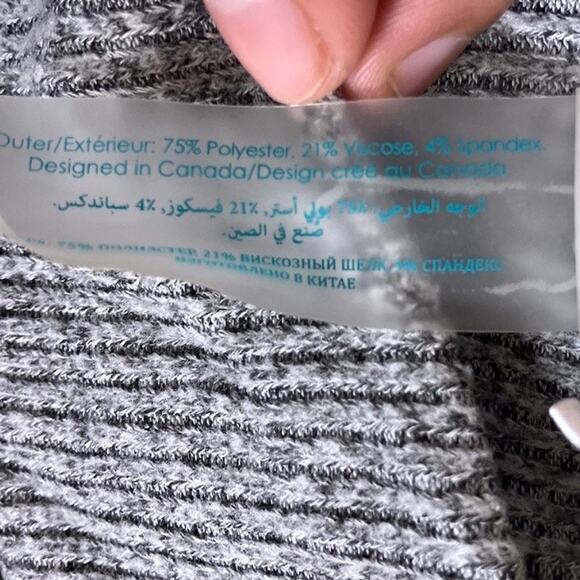 Outer/Extérieur: 75% Polyester, 21% Viscose, 4% Spandex.
Designed in Canada/Design créé au Canada
الوجه الخارجي: 75٪ بولي أستر, 21٪ فيسكوز, 4٪ سباندكس.
صنع في الصين.
75% ПОЛИЭСТЕР, 21% ВИСКОЗНЫЙ ШЕЛК, 4% СПАНДЕКС
ИЗГОТОВЛЕНО В КИТАЕ